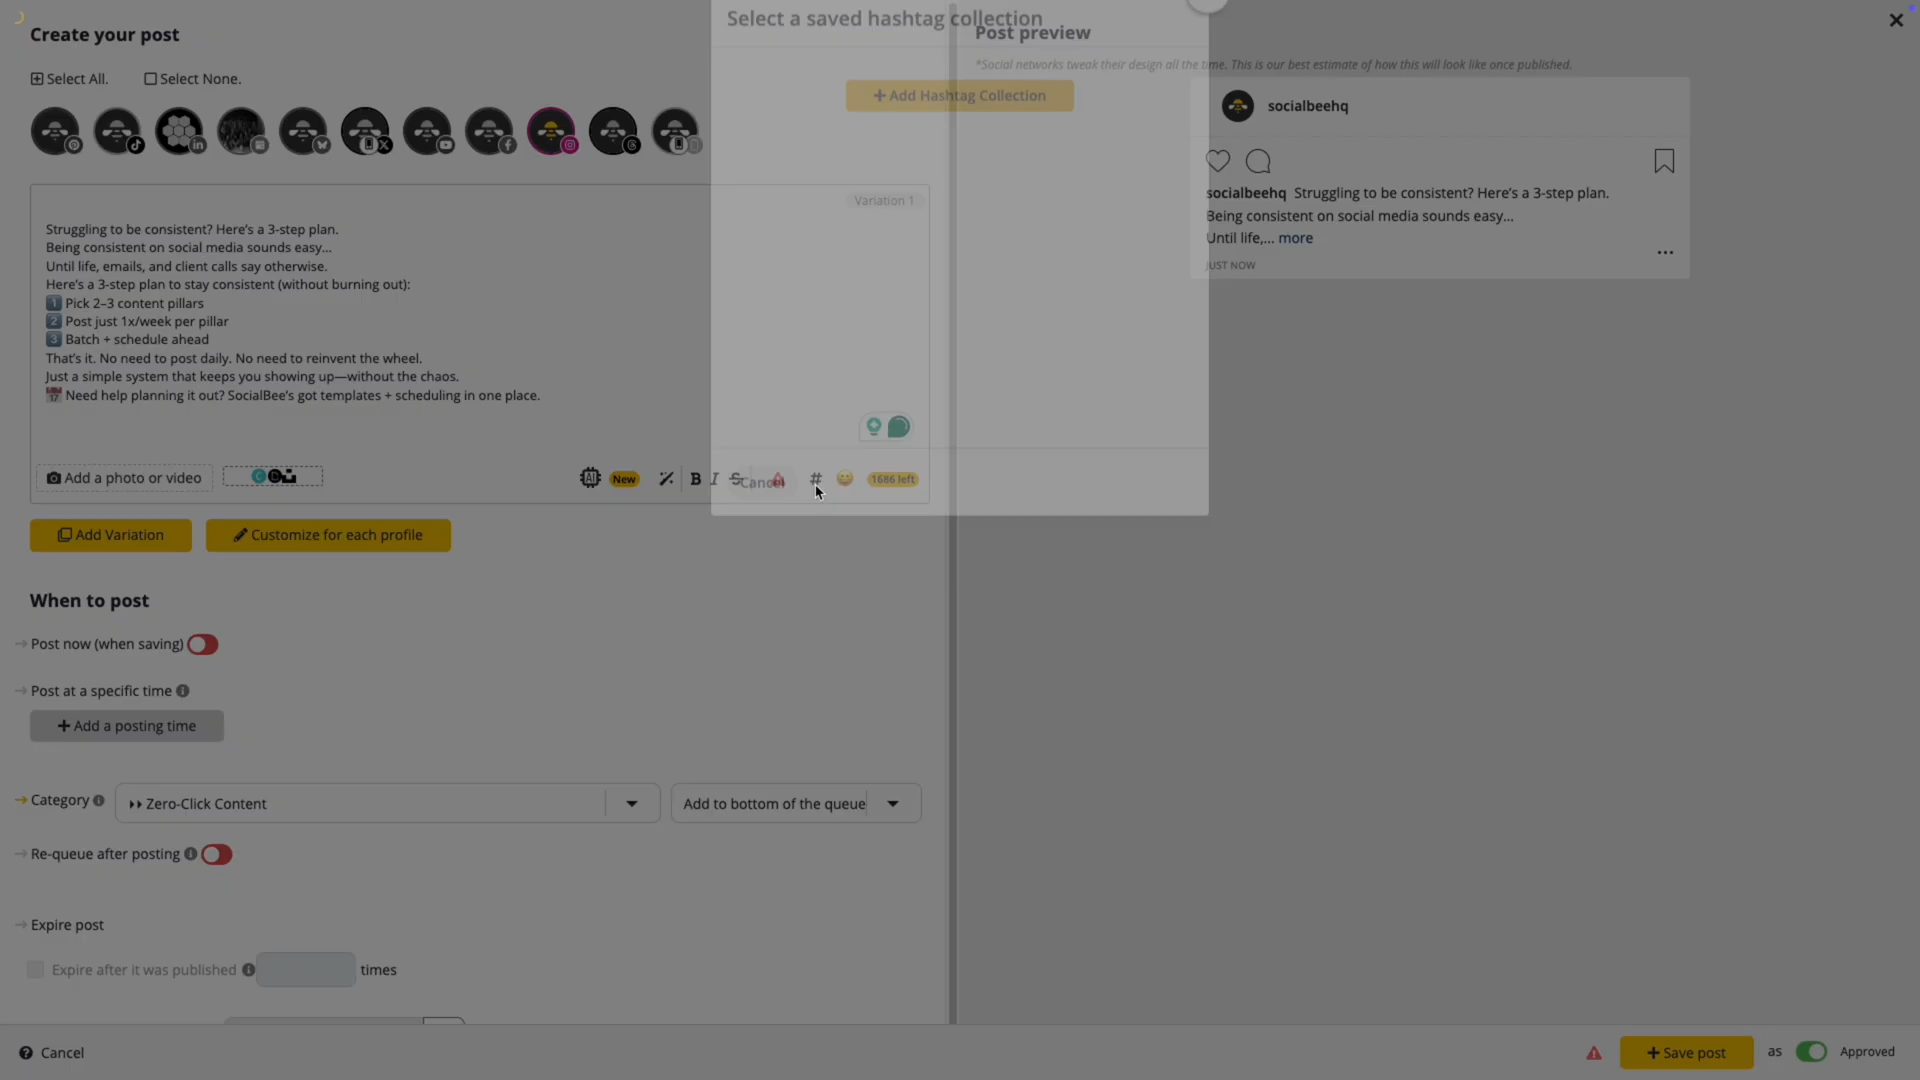 Create your post
Select All.
Select None.
Variation 1
Struggling to be consistent? Here's a 3-step plan.
Being consistent on social media sounds easy...
Until life, emails, and client calls say otherwise.
Here's a 3-step plan to stay consistent (without burning out):
1️⃣ Pick 2–3 content pillars
2️⃣ Post just 1x/week per pillar
3️⃣ Batch + schedule ahead
That's it. No need to post daily. No need to reinvent the wheel.
Just a simple system that keeps you showing up—without the chaos.
📅 Need help planning it out? SocialBee's got templates + scheduling in one place.
Add a photo or video
AI
New
B
I
S
#
1686 left
Add Variation
Customize for each profile
When to post
Post now (when saving)
Post at a specific time
+ Add a posting time
Category
Zero-Click Content
Add to bottom of the queue
Re-queue after posting
Expire post
Expire after it was published
times
Cancel
Select a saved hashtag collection
+ Add Hashtag Collection
Cancel
Post preview
*Social networks tweak their design all the time. This is our best estimate of how this will look like once published.
socialbeehq
socialbeehq Struggling to be consistent? Here's a 3-step plan.
Being consistent on social media sounds easy...
Until life,... more
JUST NOW
+ Save post
as
Approved